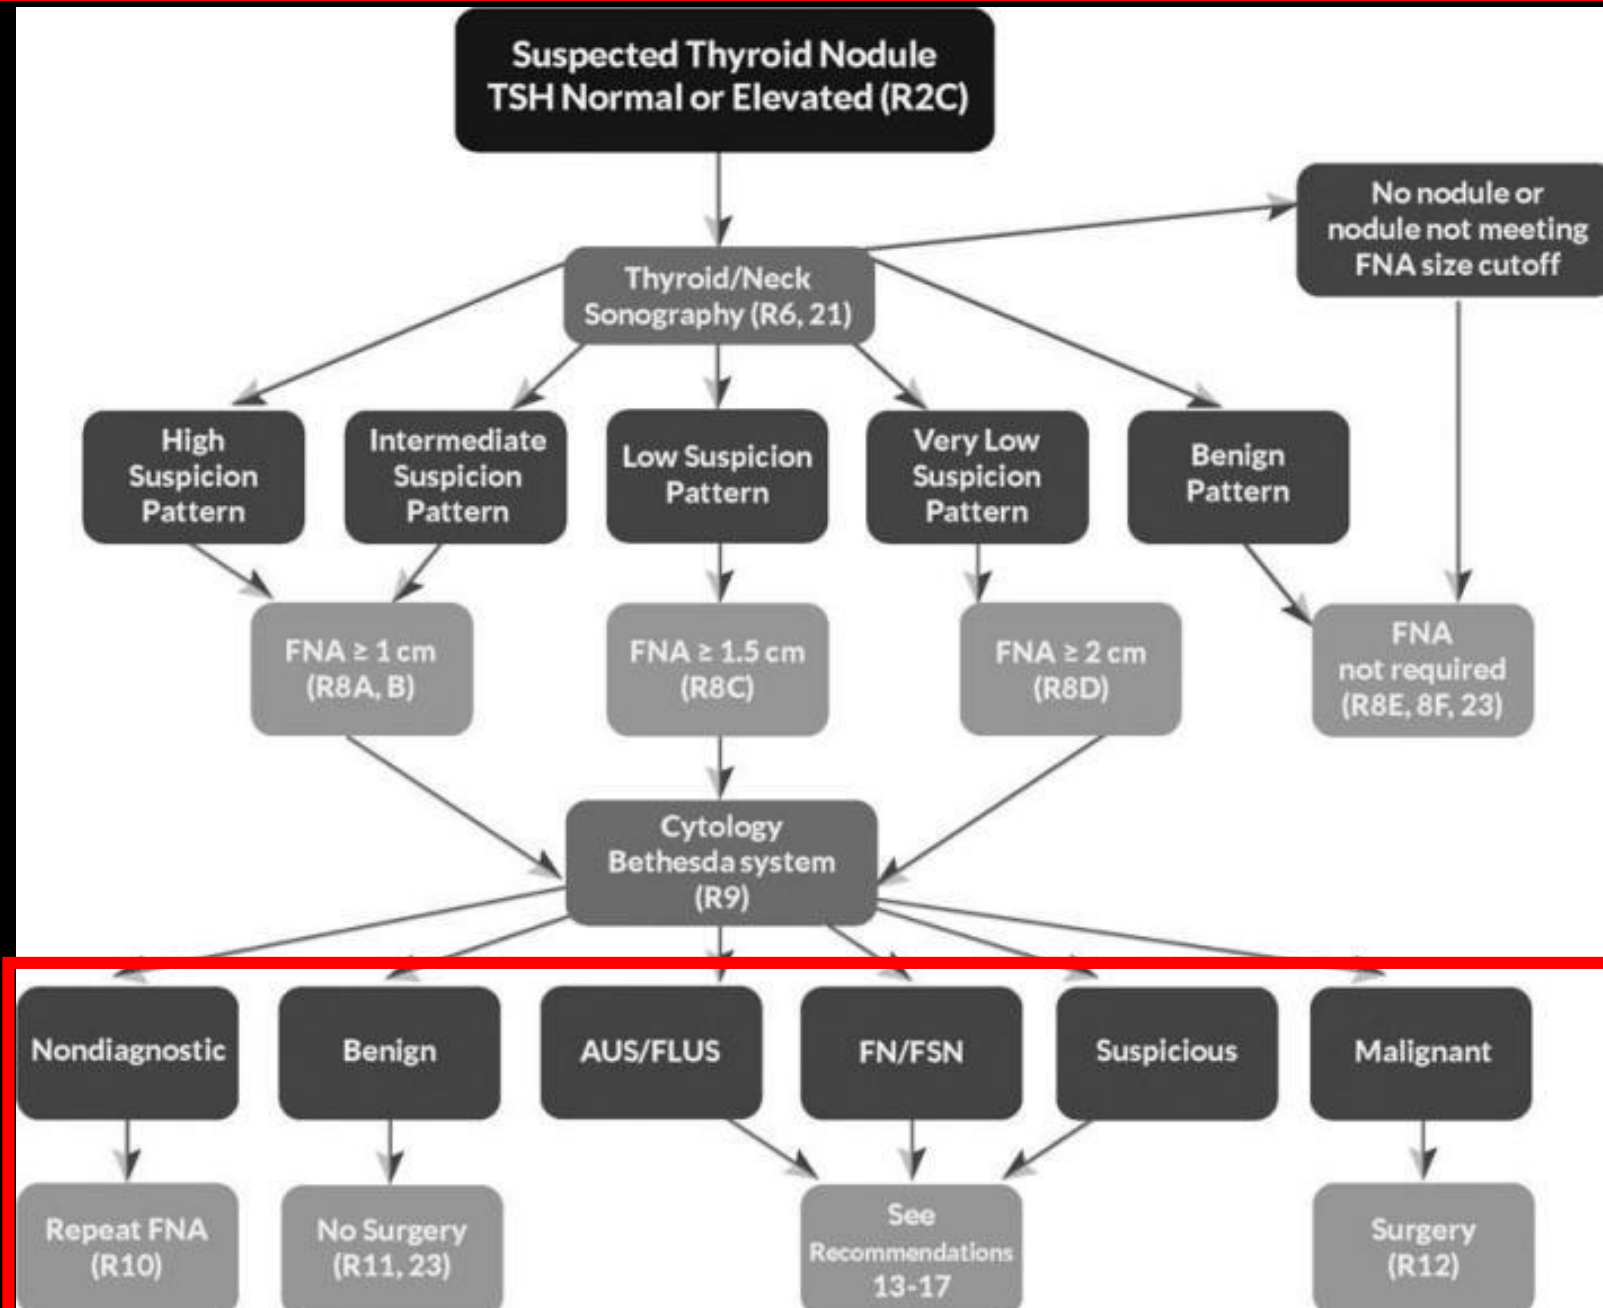 Suspected Thyroid Nodule
TSH Normal or Elevated (R2C)
No nodule or
nodule not meeting
FNA size cutoff
Thyroid/Neck
Sonography (R6, 21)
High
Suspicion
Pattern
Intermediate
Suspicion
Pattern
Low Suspicion
Pattern
Very Low
Suspicion
Pattern
Benign
Pattern
FNA ≥ 1 cm
(R8A, B)
FNA ≥ 1.5 cm
(R8C)
FNA ≥ 2 cm
(R8D)
FNA
not required
(R8E, 8F, 23)
Cytology
Bethesda system
(R9)
Nondiagnostic
Benign
AUS/FLUS
FN/FSN
Suspicious
Malignant
Repeat FNA
(R10)
No Surgery
(R11, 23)
See
Recommendations
13-17
Surgery
(R12)